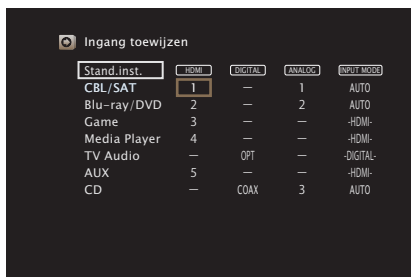 Ingang toewijzen
Stand.inst. HDMI DIGITAL ANALOG INPUT MODE
CBL/SAT 1 – 1 AUTO
Blu-ray/DVD 2 – 2 AUTO
Game 3 – – -HDMI-
Media Player 4 – – -HDMI-
TV Audio – OPT – -DIGITAL-
AUX 5 – – -HDMI-
CD – COAX 3 AUTO